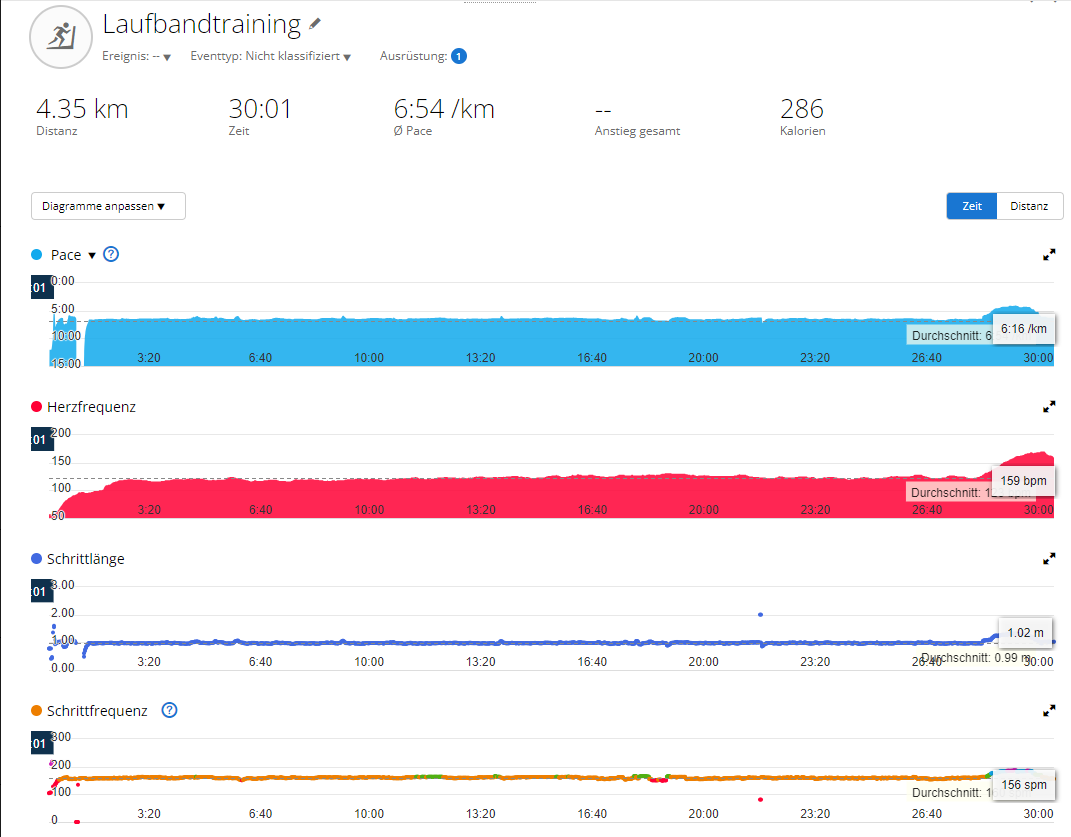 Laufbandtraining
Ereignis: -- ▾ Eventtyp: Nicht klassifiziert ▾ Ausrüstung: 1
4.35 km 30:01 6:54 /km -- 286
Distanz Zeit Ø Pace Anstieg gesamt Kalorien
Diagramme anpassen ▾ Zeit Distanz
Pace ▾ ?
:01 0:00
5:00
6:16 /km
10:00 Durchschnitt: 6
15:00 3:20 6:40 10:00 13:20 16:40 20:00 23:20 26:40 30:00
Herzfrequenz
:01 200
150
159 bpm
100 Durchschnitt: bpm
50 3:20 6:40 10:00 13:20 16:40 20:00 23:20 26:40 30:00
Schrittlänge
:01 3.00
2.00
1.02 m
1.00
Durchschnitt: 0.99 m
0.00 3:20 6:40 10:00 13:20 16:40 20:00 23:20 26:40 30:00
Schrittfrequenz ?
:01 300
200
156 spm
100 Durchschnitt:
0 3:20 6:40 10:00 13:20 16:40 20:00 23:20 26:40 30:00